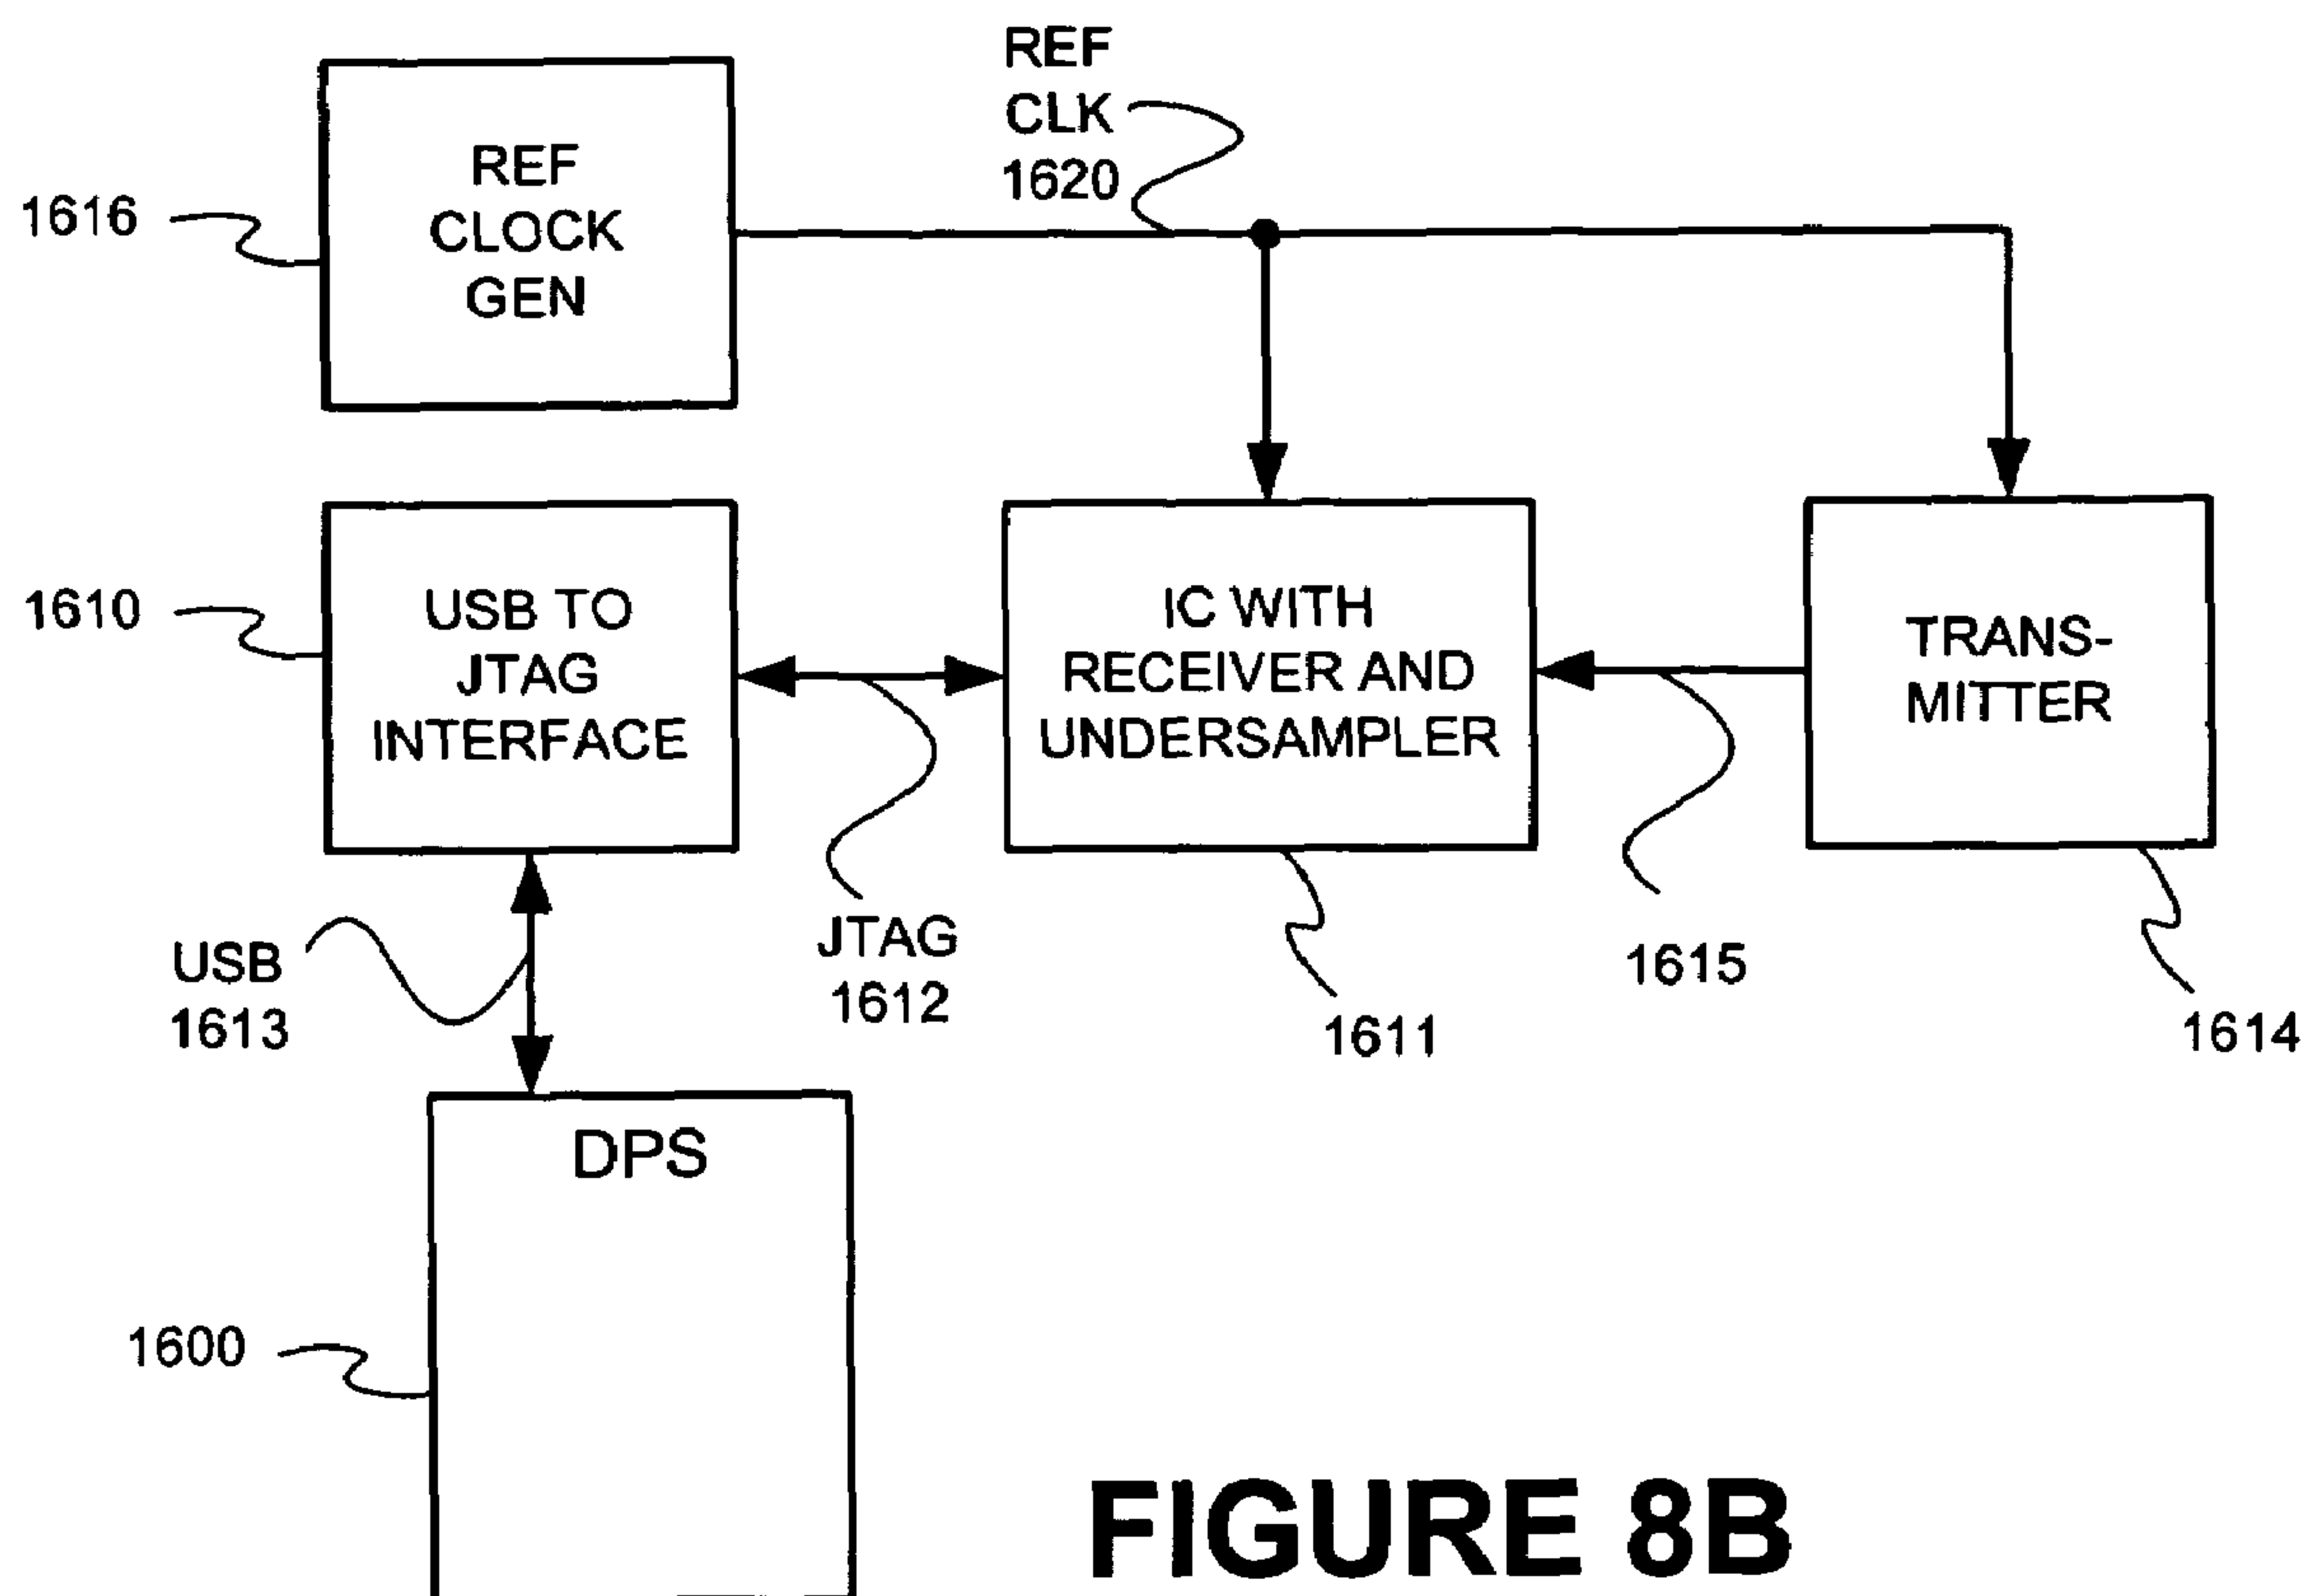 REF
CLK
1620
REF
CLOCK
GEN
1616
1610
USB TO
JTAG
INTERFACE
IC WITH
RECEIVER AND
UNDERSAMPLER
TRANS-
MITTER
USB
1613
JTAG
1612
1611
1615
1614
DPS
1600
FIGURE 8B